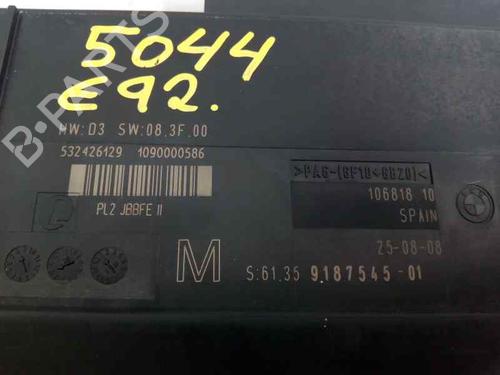 5044
E92.
HW:D3 SW:08.3F.00
532426129 1090000586
>PA6-(GF10+GB20)<
106818 10
PL2 JBBFE II
SPAIN
25-08-08
M
S:61.35 9187545-01
B-PARTS